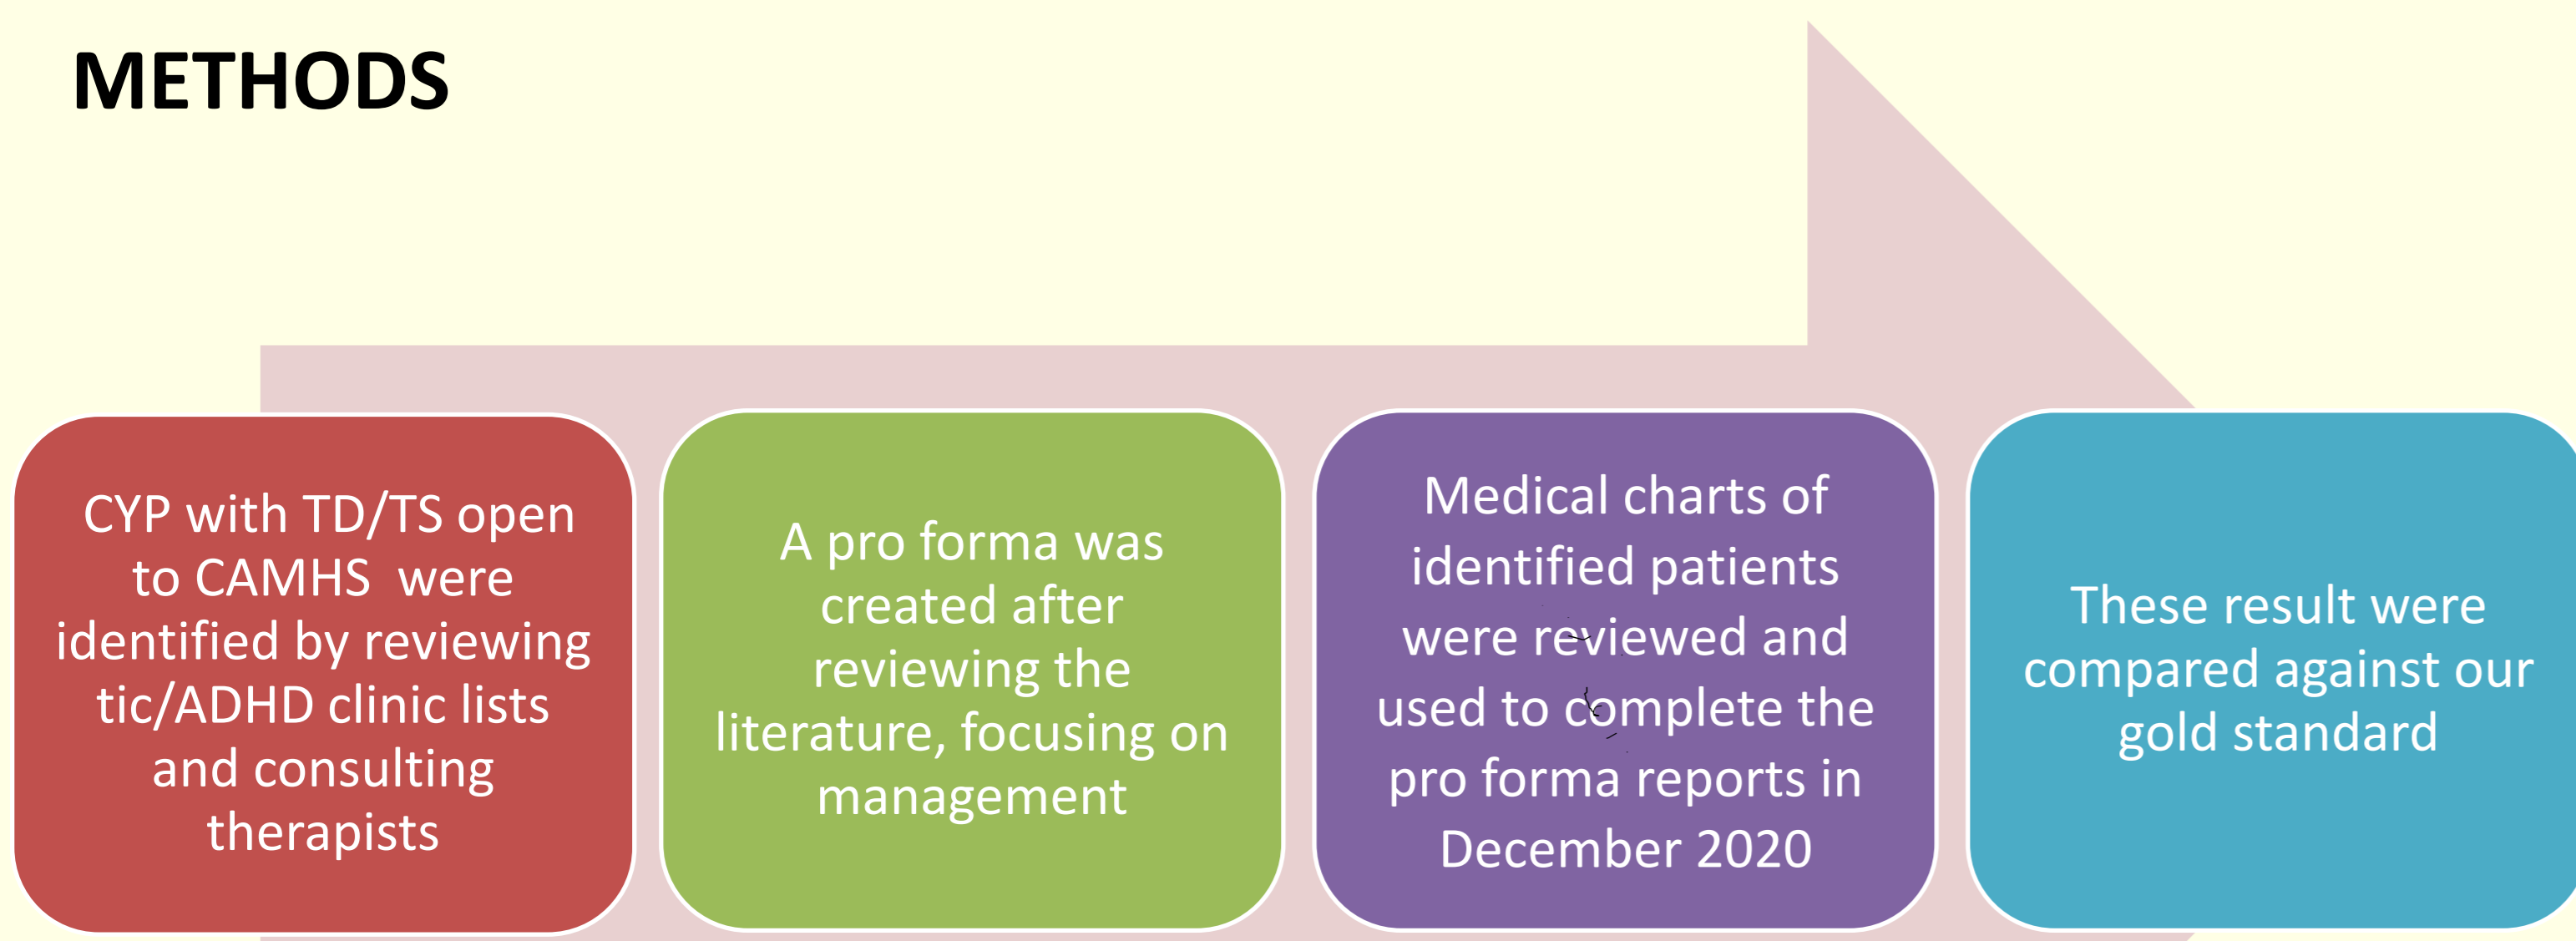 METHODS
CYP with TD/TS open
to CAMHS were
identified by reviewing
tic/ADHD clinic lists
and consulting
therapists
A pro forma was
created after
reviewing the
literature, focusing on
management
Medical charts of
identified patients
were reviewed and
used to complete the
pro forma reports in
December 2020
These result were
compared against our
gold standard